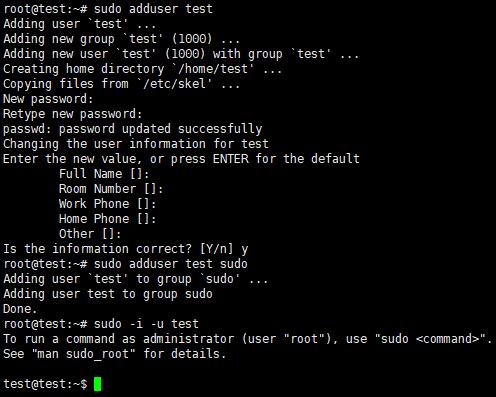 root@test:~# sudo adduser test
Adding user `test' ...
Adding new group `test' (1000) ...
Adding new user `test' (1000) with group `test' ...
Creating home directory `/home/test' ...
Copying files from `/etc/skel' ...
New password:
Retype new password:
passwd: password updated successfully
Changing the user information for test
Enter the new value, or press ENTER for the default
Full Name []:
Room Number []:
Work Phone []:
Home Phone []:
Other []:
Is the information correct? [Y/n] y
root@test:~# sudo adduser test sudo
Adding user `test' to group `sudo' ...
Adding user test to group sudo
Done.
root@test:~# sudo -i -u test
To run a command as administrator (user "root"), use "sudo <command>".
See "man sudo_root" for details.
test@test:~$